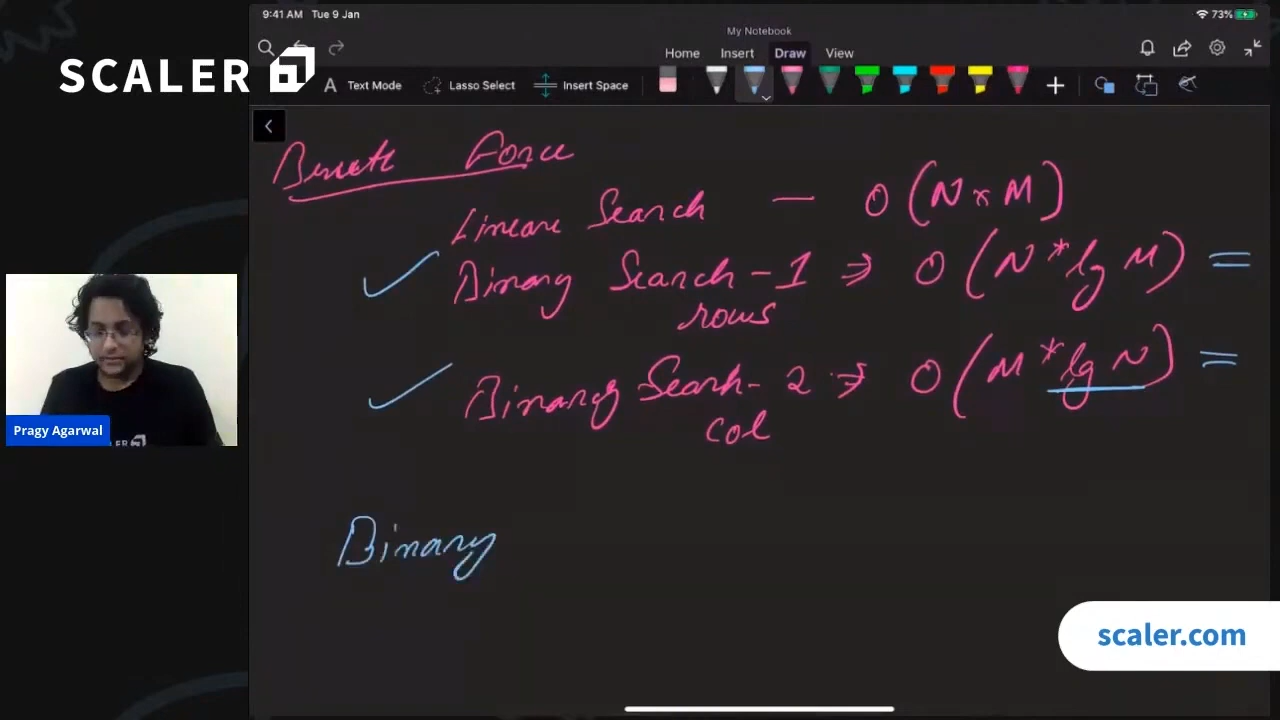 9:41 AM Tue 9 Jan
73%
My Notebook
Home Insert Draw View
SCALER
Text Mode Lasso Select Insert Space
Brute Force
Linear Search — O(N x M)
Binary Search - 1 ⇒ O(N * lg M) =
rows
Binary Search - 2 ⇒ O(M * lg N) =
col
Pragy Agarwal
Binary
scaler.com